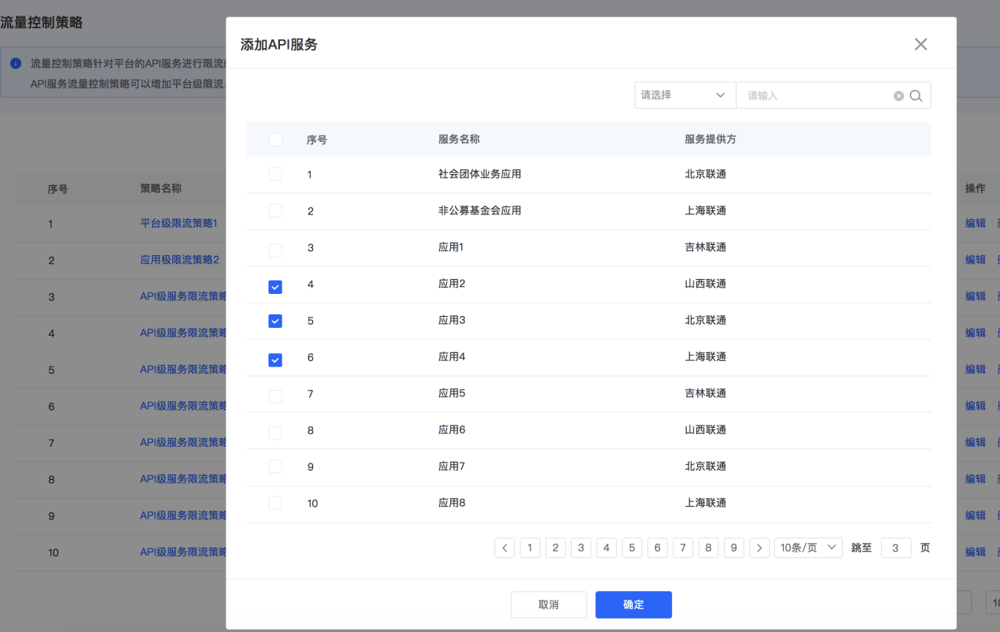 流量控制策略
流量控制策略针对平台的API服务进行限流
API服务流量控制策略可以增加平台级限流
序号 策略名称 操作
1 平台级限流策略1 编辑
2 应用极限流策略2 编辑
3 API级服务限流策略 编辑
4 API级服务限流策略 编辑
5 API级服务限流策略 编辑
6 API级服务限流策略 编辑
7 API级服务限流策略 编辑
8 API级服务限流策略 编辑
9 API级服务限流策略 编辑
10 API级服务限流策略 编辑
添加API服务
请选择 请输入
序号 服务名称 服务提供方
1 社会团体业务应用 北京联通
2 非公募基金会应用 上海联通
3 应用1 吉林联通
4 应用2 山西联通
5 应用3 北京联通
6 应用4 上海联通
7 应用5 吉林联通
8 应用6 山西联通
9 应用7 北京联通
10 应用8 上海联通
1 2 3 4 5 6 7 8 9 10条/页 跳至 3 页
取消 确定